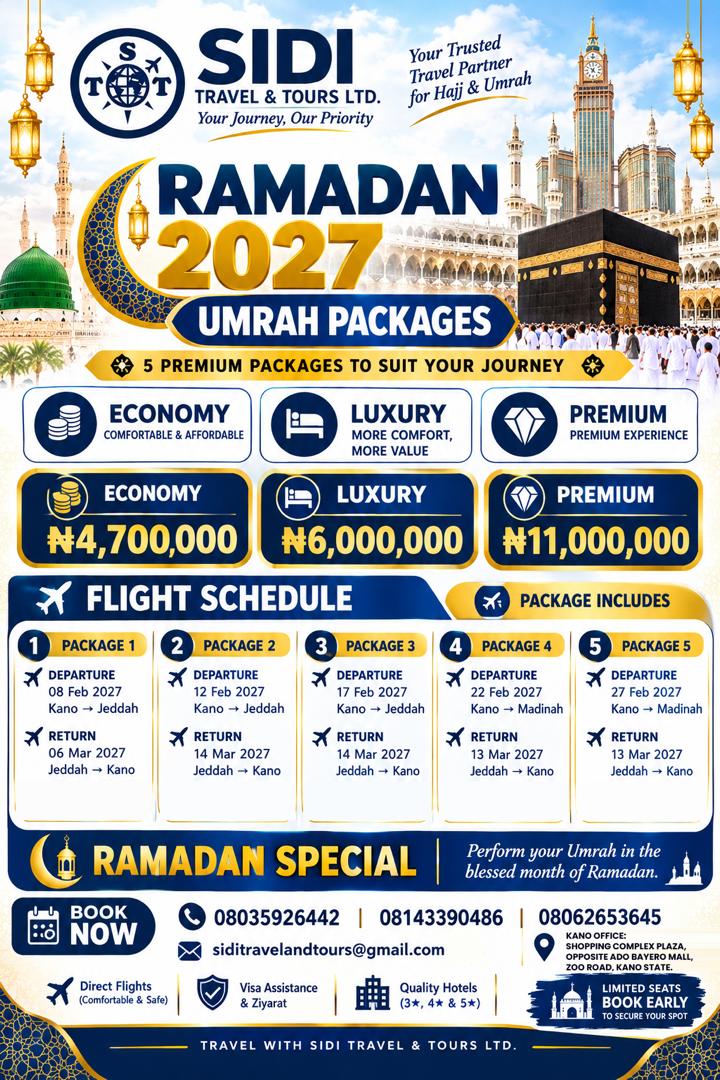 S
T T
SIDI
TRAVEL & TOURS LTD.
Your Journey, Our Priority
Your Trusted
Travel Partner
for Hajj & Umrah
RAMADAN
2027
UMRAH PACKAGES
5 PREMIUM PACKAGES TO SUIT YOUR JOURNEY
ECONOMY
COMFORTABLE & AFFORDABLE
LUXURY
MORE COMFORT,
MORE VALUE
PREMIUM
PREMIUM EXPERIENCE
ECONOMY
₦4,700,000
LUXURY
₦6,000,000
PREMIUM
₦11,000,000
FLIGHT SCHEDULE
PACKAGE INCLUDES
1 PACKAGE 1
DEPARTURE
08 Feb 2027
Kano → Jeddah
RETURN
06 Mar 2027
Jeddah → Kano
2 PACKAGE 2
DEPARTURE
12 Feb 2027
Kano → Jeddah
RETURN
14 Mar 2027
Jeddah → Kano
3 PACKAGE 3
DEPARTURE
17 Feb 2027
Kano → Jeddah
RETURN
14 Mar 2027
Jeddah → Kano
4 PACKAGE 4
DEPARTURE
22 Feb 2027
Kano → Madinah
RETURN
13 Mar 2027
Jeddah → Kano
5 PACKAGE 5
DEPARTURE
27 Feb 2027
Kano → Madinah
RETURN
13 Mar 2027
Jeddah → Kano
RAMADAN SPECIAL
Perform your Umrah in the
blessed month of Ramadan.
BOOK
NOW
08035926442 | 08143390486 | 08062653645
siditravelandtours@gmail.com
KANO OFFICE:
SHOPPING COMPLEX PLAZA,
OPPOSITE ADO BAYERO MALL,
ZOO ROAD, KANO STATE.
Direct Flights
(Comfortable & Safe)
Visa Assistance
& Ziyarat
Quality Hotels
(3★, 4★ & 5★)
LIMITED SEATS
BOOK EARLY
TO SECURE YOUR SPOT
TRAVEL WITH SIDI TRAVEL & TOURS LTD.